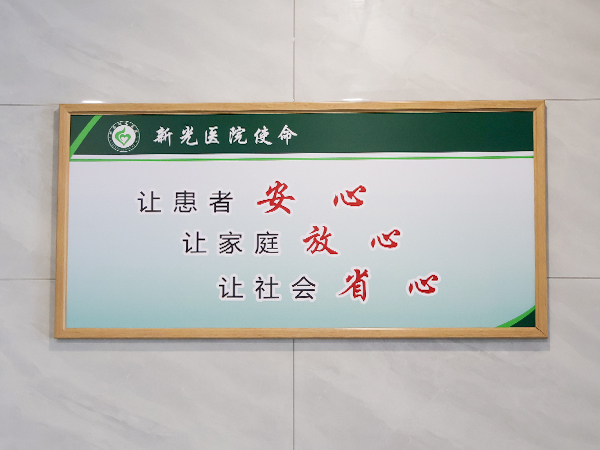 新光医院使命
让患者安心
让家庭放心
让社会省心